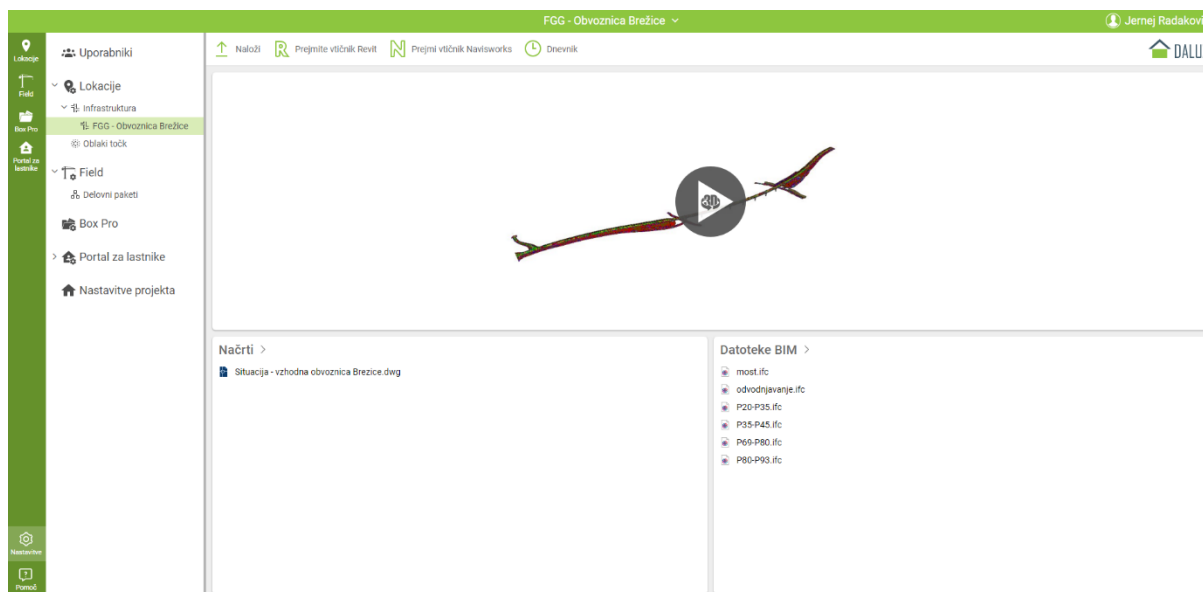 FGG - Obvoznica Brežice
Jernej Radakovi
Lokacije
Field
Box Pro
Portal za
lastnike
Nastavitve
Pomoč
Uporabniki
Lokacije
Infrastruktura
FGG - Obvoznica Brežice
Oblaki točk
Field
Delovni paketi
Box Pro
Portal za lastnike
Nastavitve projekta
Naloži
Prejmite vtičnik Revit
Prejmi vtičnik Navisworks
Dnevnik
DALU
3D
Načrti
Situacija - vzhodna obvoznica Brezice.dwg
Datoteke BIM
most.ifc
odvodnjavanje.ifc
P20-P35.ifc
P35-P45.ifc
P69-P80.ifc
P80-P93.ifc